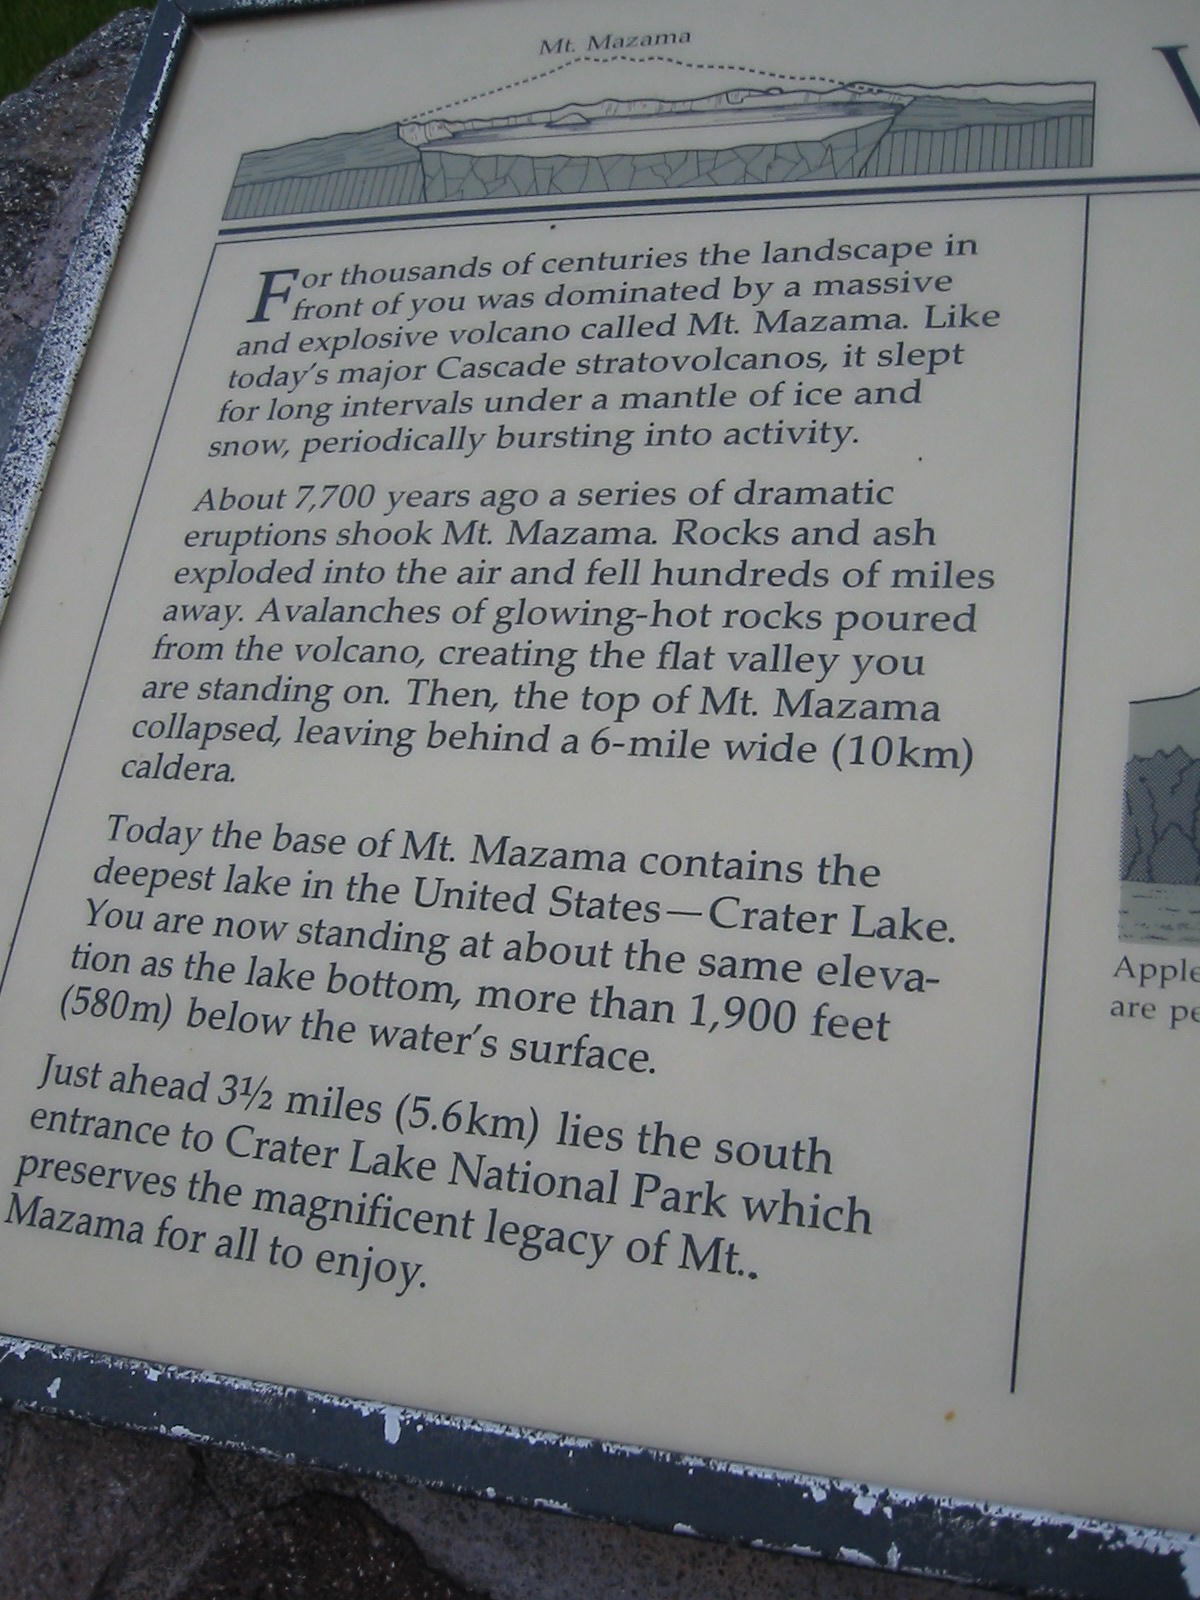 Mt. Mazama
For thousands of centuries the landscape in
front of you was dominated by a massive
and explosive volcano called Mt. Mazama. Like
today's major Cascade stratovolcanos, it slept
for long intervals under a mantle of ice and
snow, periodically bursting into activity.
About 7,700 years ago a series of dramatic
eruptions shook Mt. Mazama. Rocks and ash
exploded into the air and fell hundreds of miles
away. Avalanches of glowing-hot rocks poured
from the volcano, creating the flat valley you
are standing on. Then, the top of Mt. Mazama
collapsed, leaving behind a 6-mile wide (10km)
caldera.
Today the base of Mt. Mazama contains the
deepest lake in the United States—Crater Lake.
You are now standing at about the same eleva-
tion as the lake bottom, more than 1,900 feet
(580m) below the water's surface.
Just ahead 3½ miles (5.6km) lies the south
entrance to Crater Lake National Park which
preserves the magnificent legacy of Mt..
Mazama for all to enjoy.
Apple
are pe